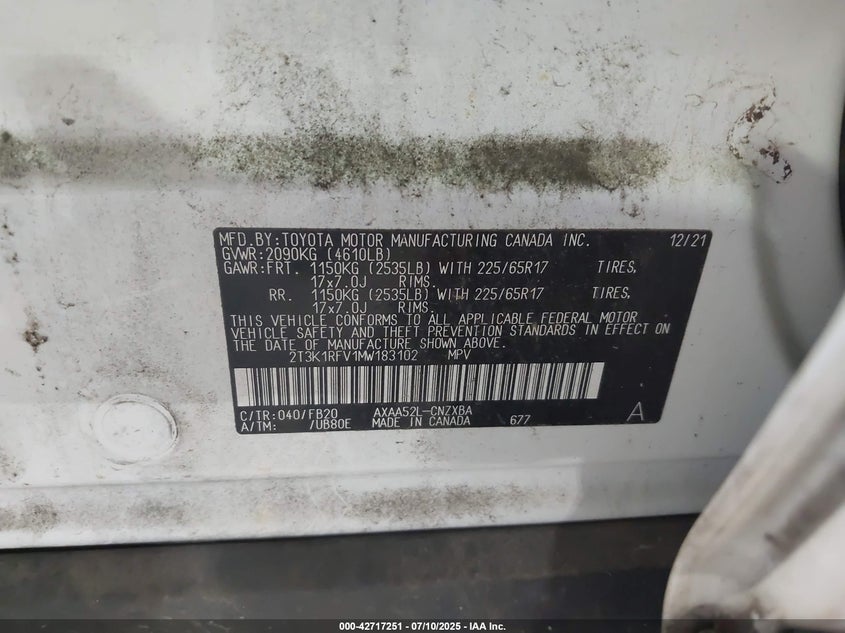 MFD.BY:TOYOTA MOTOR MANUFACTURING CANADA INC. 12/21
GVWR:2090KG (4610LB)
GAWR:FRT. 1150KG (2535LB) WITH 225/65R17 TIRES,
17x7.0J RIMS.
RR. 1150KG (2535LB) WITH 225/65R17 TIRES,
17x7.0J RIMS.
THIS VEHICLE CONFORMS TO ALL APPLICABLE FEDERAL MOTOR
VEHICLE SAFETY AND THEFT PREVENTION STANDARDS IN EFFECT ON
THE DATE OF MANUFACTURE SHOWN ABOVE.
2T3K1RFV1MW183102 MPV
C/TR:040/FB20 AXAA52L-CNZXBA
A/TM: /UB80E MADE IN CANADA 677 A
000-42717251 - 07/10/2025 - IAA Inc.